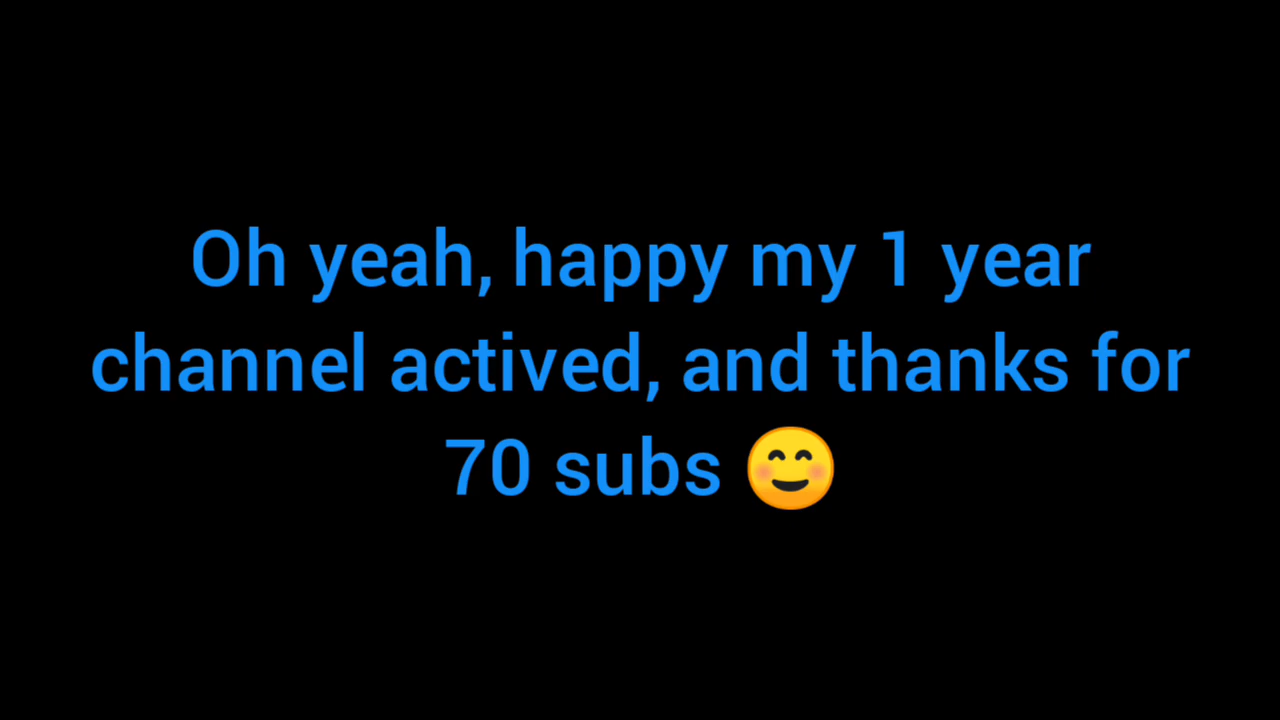 Oh yeah, happy my 1 year
channel actived, and thanks for
70 subs 😊